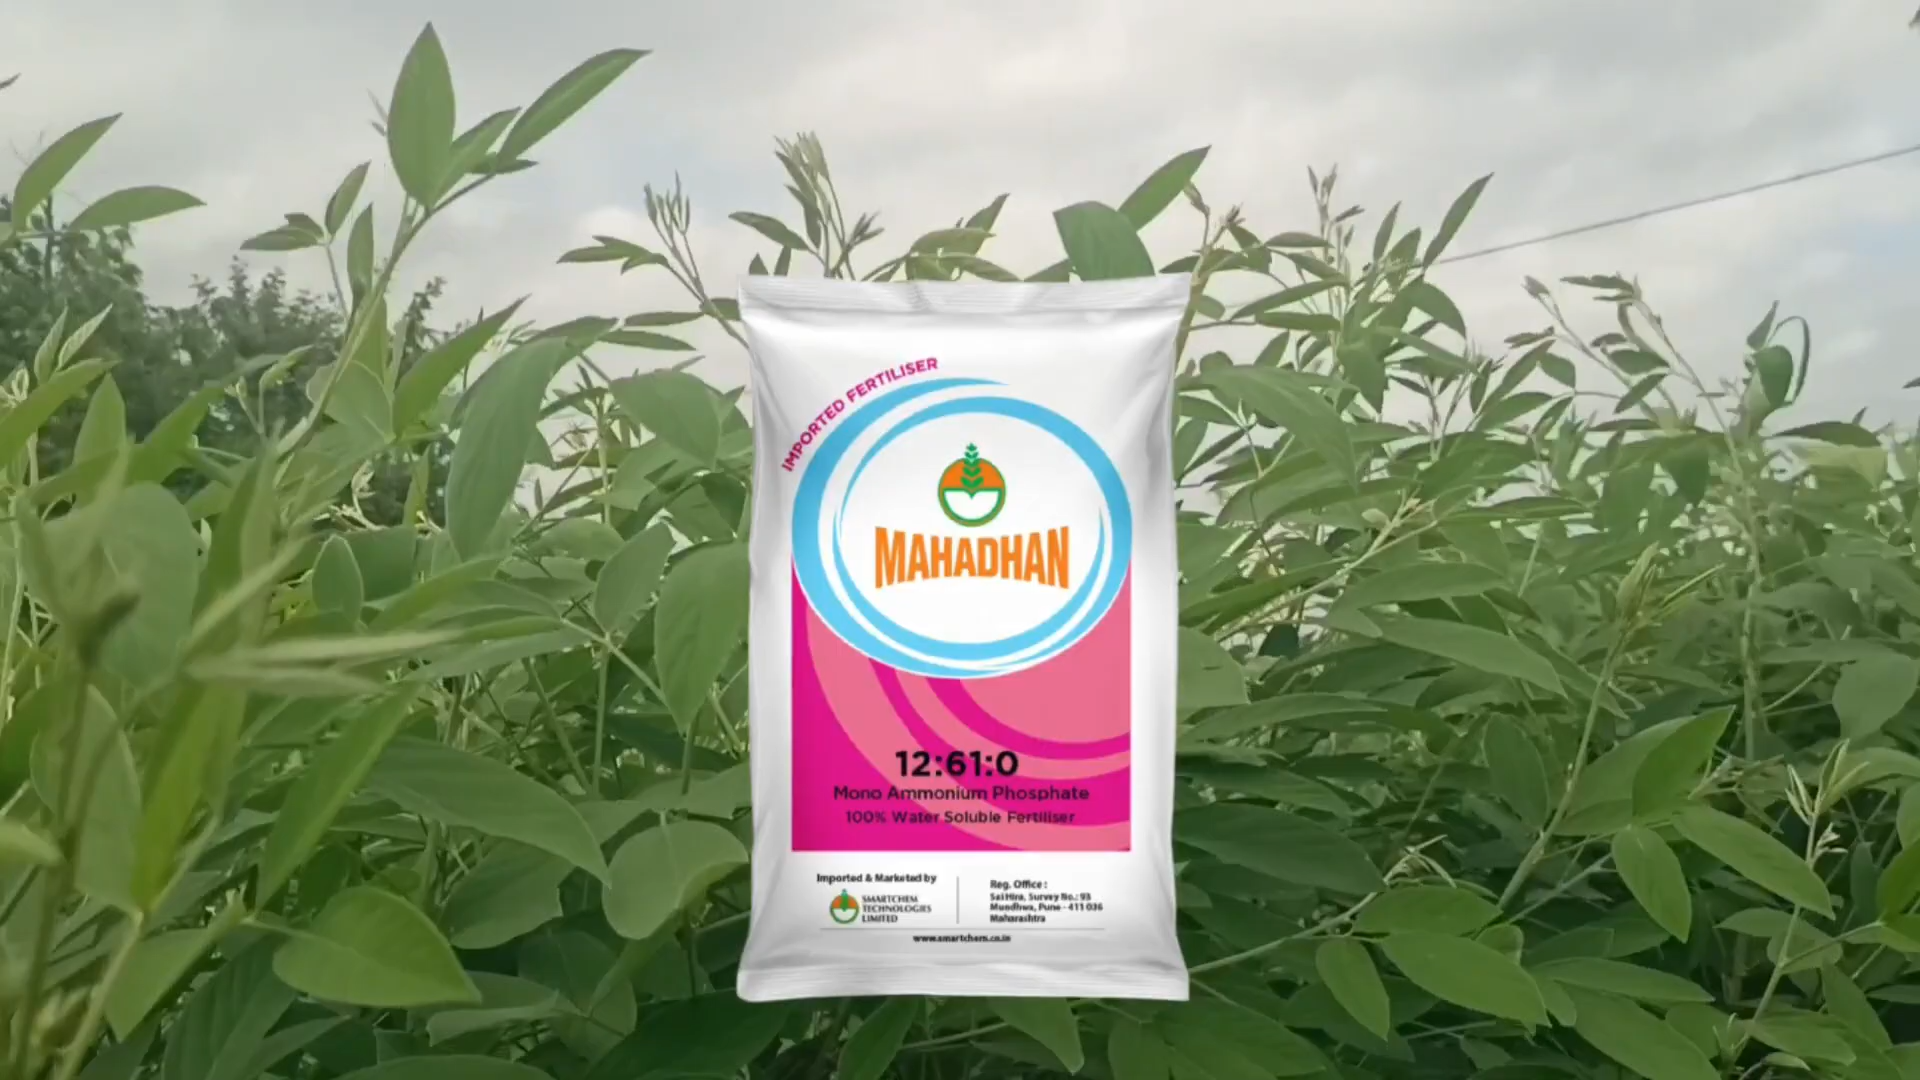 IMPORTED FERTILISER
MAHADHAN
12:61:0
Mono Ammonium Phosphate
100% Water Soluble Fertiliser
Imported & Marketed by
SMARTCHEM
TECHNOLOGIES
LIMITED
Reg. Office :
Sai Hira, Survey No.: 93
Mundhwa, Pune - 411 036
Maharashtra
www.smartchem.co.in